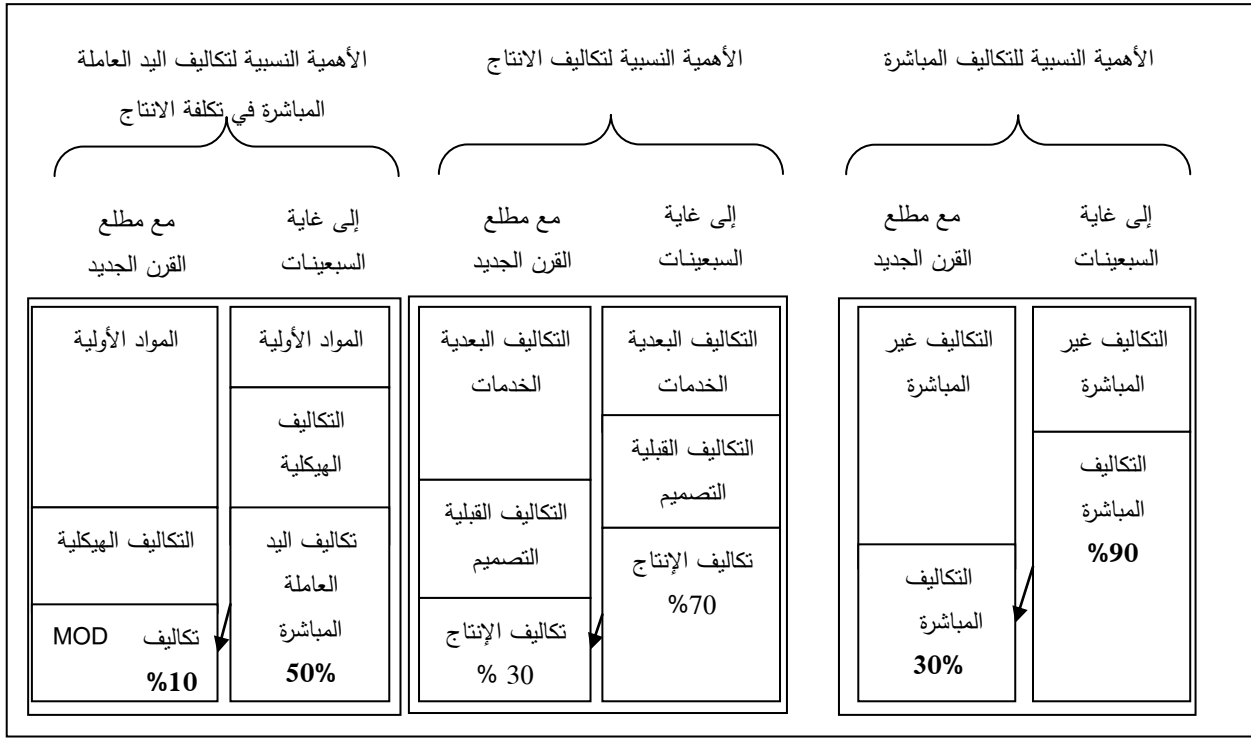 الأهمية النسبية للتكاليف المباشرة
إلى غاية
السبعينات
مع مطلع
القرن الجديد
التكاليف غير
المباشرة
التكاليف
المباشرة
%90
التكاليف غير
المباشرة
التكاليف
المباشرة
30%
الأهمية النسبية لتكاليف الانتاج
إلى غاية
السبعينات
مع مطلع
القرن الجديد
التكاليف البعدية
الخدمات
التكاليف القبلية
التصميم
تكاليف الإنتاج
%70
التكاليف البعدية
الخدمات
التكاليف القبلية
التصميم
تكاليف الإنتاج
% 30
الأهمية النسبية لتكاليف اليد العاملة
المباشرة في تكلفة الانتاج
إلى غاية
السبعينات
مع مطلع
القرن الجديد
المواد الأولية
التكاليف
الهيكلية
تكاليف اليد
العاملة
المباشرة
50%
المواد الأولية
التكاليف الهيكلية
تكاليف MOD
%10